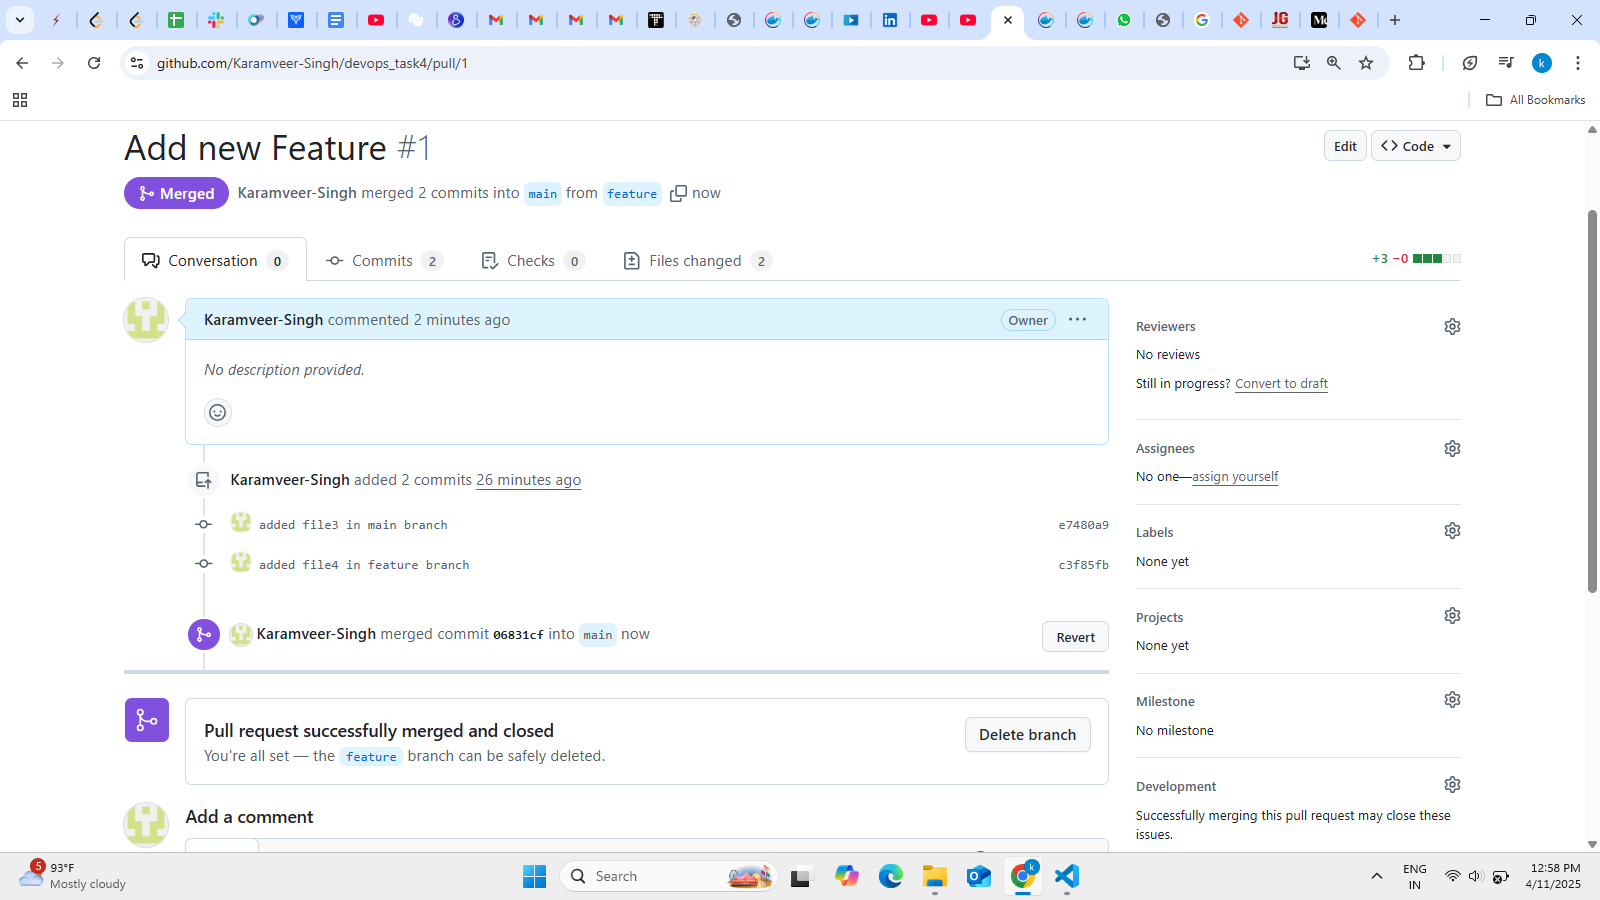 github.com/Karamveer-Singh/devops_task4/pull/1
All Bookmarks
Add new Feature #1
Edit
Code
Merged
Karamveer-Singh merged 2 commits into main from feature now
Conversation 0
Commits 2
Checks 0
Files changed 2
+3 −0
Karamveer-Singh commented 2 minutes ago
Owner
No description provided.
Karamveer-Singh added 2 commits 26 minutes ago
added file3 in main branch
e7480a9
added file4 in feature branch
c3f85fb
Karamveer-Singh merged commit 06831cf into main now
Revert
Pull request successfully merged and closed
You're all set — the feature branch can be safely deleted.
Delete branch
Add a comment
Reviewers
No reviews
Still in progress? Convert to draft
Assignees
No one—assign yourself
Labels
None yet
Projects
None yet
Milestone
No milestone
Development
Successfully merging this pull request may close these
issues.
5
93°F
Mostly cloudy
Search
ENG
IN
12:58 PM
4/11/2025